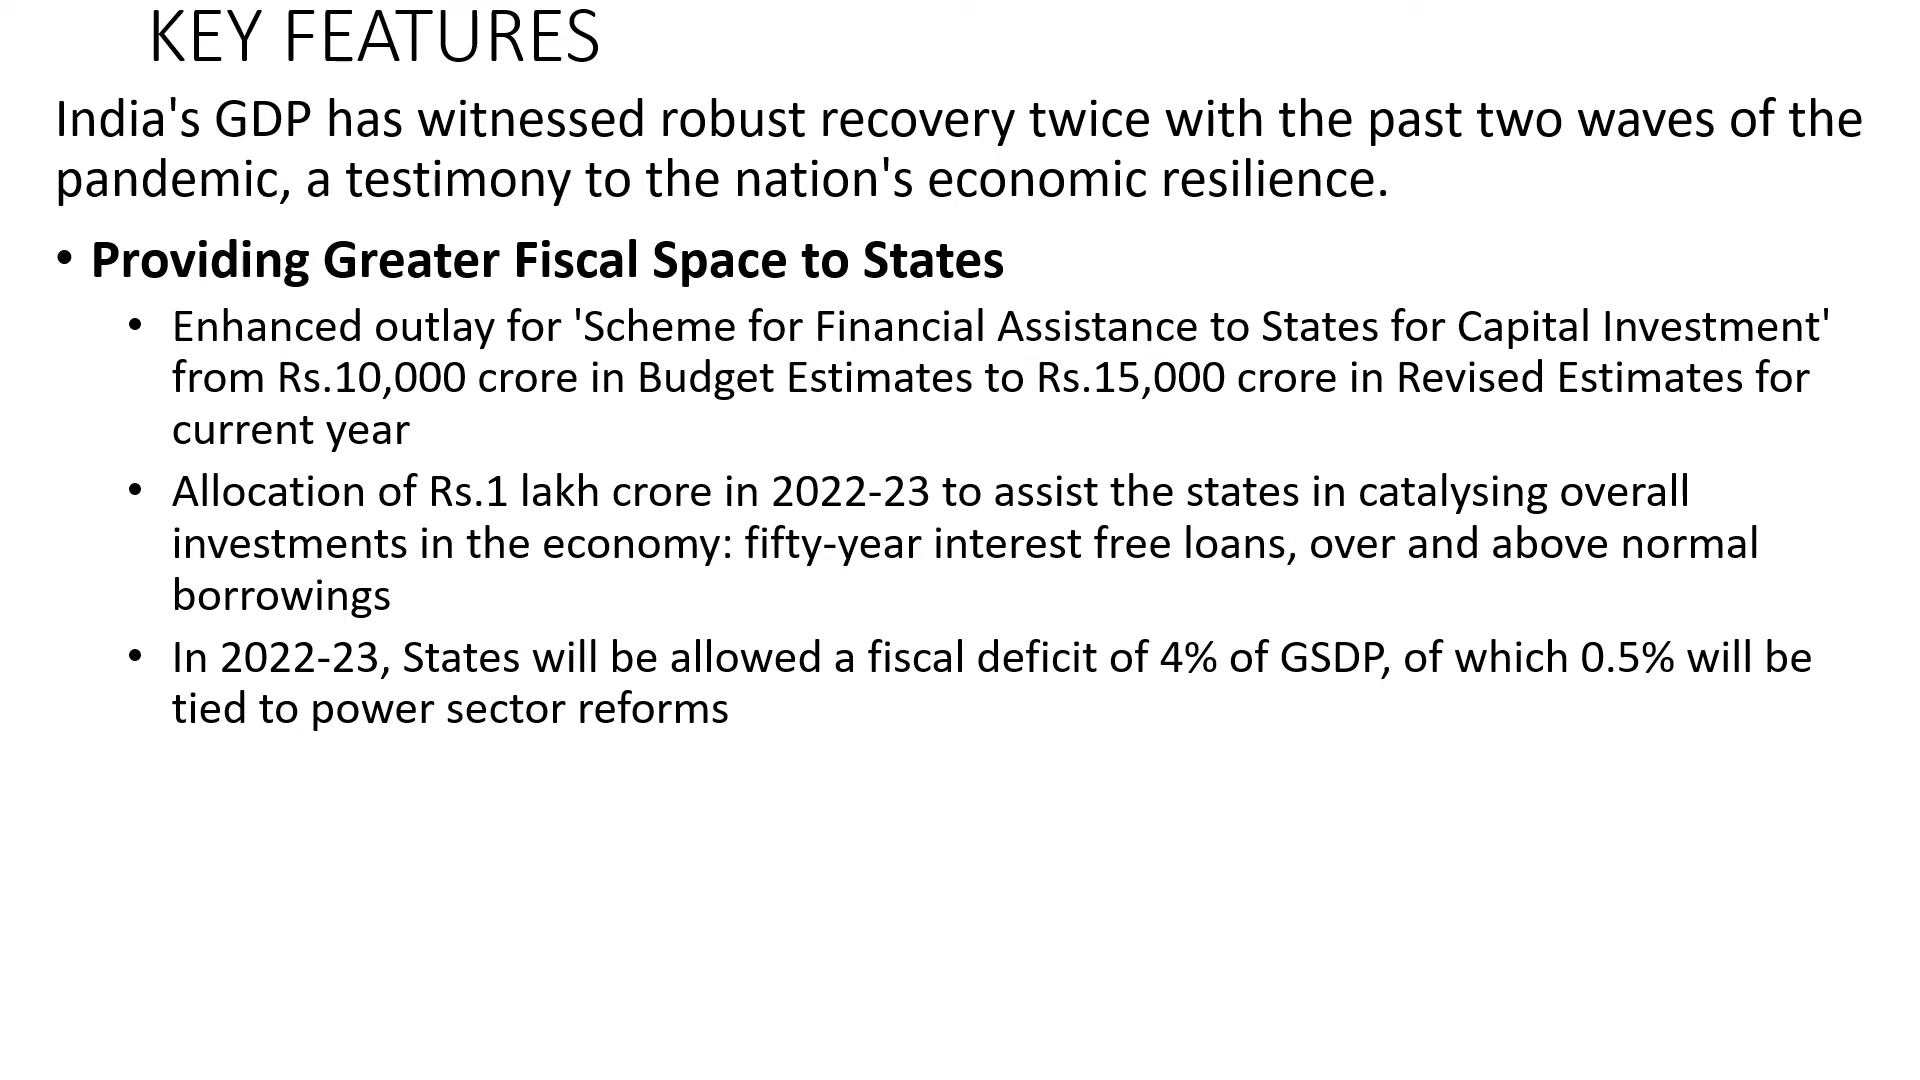 KEY FEATURES
India's GDP has witnessed robust recovery twice with the past two waves of the
pandemic, a testimony to the nation's economic resilience.
• Providing Greater Fiscal Space to States
• Enhanced outlay for 'Scheme for Financial Assistance to States for Capital Investment'
from Rs.10,000 crore in Budget Estimates to Rs.15,000 crore in Revised Estimates for
current year
• Allocation of Rs.1 lakh crore in 2022-23 to assist the states in catalysing overall
investments in the economy: fifty-year interest free loans, over and above normal
borrowings
• In 2022-23, States will be allowed a fiscal deficit of 4% of GSDP, of which 0.5% will be
tied to power sector reforms